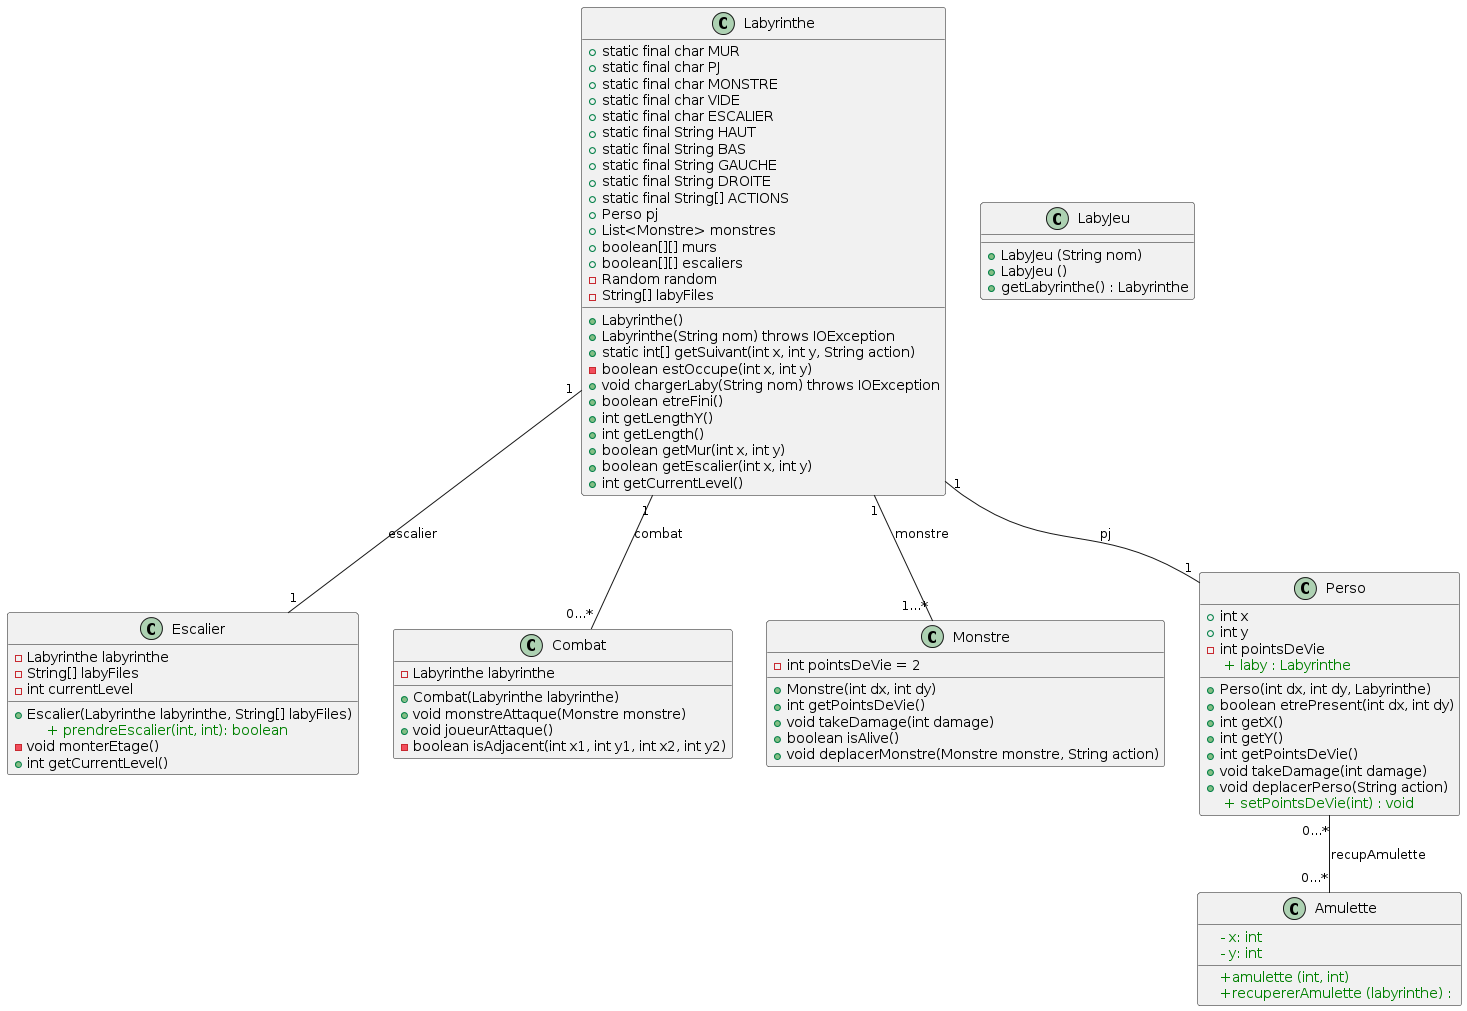 C Labyrinthe
static final char MUR
static final char PJ
static final char MONSTRE
static final char VIDE
static final char ESCALIER
static final String HAUT
static final String BAS
static final String GAUCHE
static final String DROITE
static final String[] ACTIONS
Perso pj
List<Monstre> monstres
boolean[][] murs
boolean[][] escaliers
Random random
String[] labyFiles
Labyrinthe()
Labyrinthe(String nom) throws IOException
static int[] getSuivant(int x, int y, String action)
boolean estOccupe(int x, int y)
void chargerLaby(String nom) throws IOException
boolean etreFini()
int getLengthY()
int getLength()
boolean getMur(int x, int y)
boolean getEscalier(int x, int y)
int getCurrentLevel()
C LabyJeu
LabyJeu (String nom)
LabyJeu ()
getLabyrinthe() : Labyrinthe
1
escalier
1
1
combat
0...*
1
monstre
1...*
1
pj
1
C Escalier
Labyrinthe labyrinthe
String[] labyFiles
int currentLevel
Escalier(Labyrinthe labyrinthe, String[] labyFiles)
+ prendreEscalier(int, int): boolean
void monterEtage()
int getCurrentLevel()
C Combat
Labyrinthe labyrinthe
Combat(Labyrinthe labyrinthe)
void monstreAttaque(Monstre monstre)
void joueurAttaque()
boolean isAdjacent(int x1, int y1, int x2, int y2)
C Monstre
int pointsDeVie = 2
Monstre(int dx, int dy)
int getPointsDeVie()
void takeDamage(int damage)
boolean isAlive()
void deplacerMonstre(Monstre monstre, String action)
C Perso
int x
int y
int pointsDeVie
+ laby : Labyrinthe
Perso(int dx, int dy, Labyrinthe)
boolean etrePresent(int dx, int dy)
int getX()
int getY()
int getPointsDeVie()
void takeDamage(int damage)
void deplacerPerso(String action)
+ setPointsDeVie(int) : void
0...*
recupAmulette
0...*
C Amulette
- x: int
- y: int
+amulette (int, int)
+recupererAmulette (labyrinthe) :